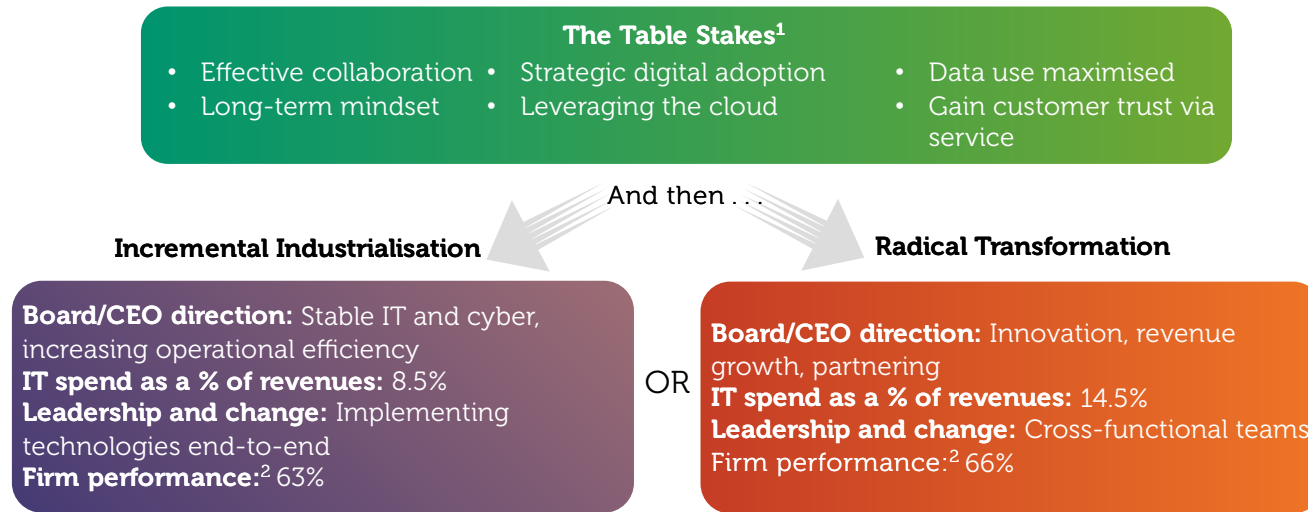 The Table Stakes¹
• Effective collaboration
• Long-term mindset
• Strategic digital adoption
• Leveraging the cloud
• Data use maximised
• Gain customer trust via
service
And then . . .
Incremental Industrialisation
Board/CEO direction: Stable IT and cyber,
increasing operational efficiency
IT spend as a % of revenues: 8.5%
Leadership and change: Implementing
technologies end-to-end
Firm performance:² 63%
OR
Radical Transformation
Board/CEO direction: Innovation, revenue
growth, partnering
IT spend as a % of revenues: 14.5%
Leadership and change: Cross-functional teams
Firm performance:² 66%